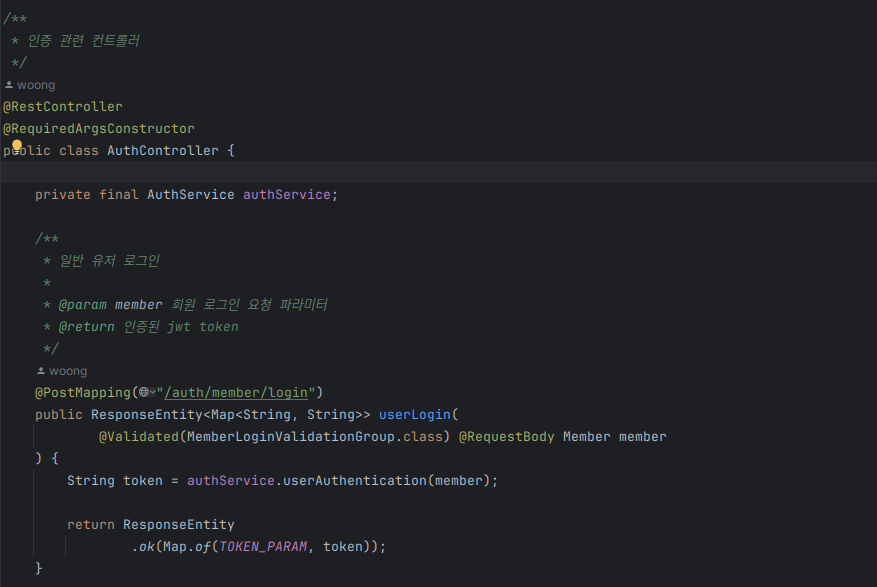 /**
 * 인증 관련 컨트롤러
 */
woong
@RestController
@RequiredArgsConstructor
public class AuthController {
    private final AuthService authService;
    /**
     * 일반 유저 로그인
     *
     * @param member 회원 로그인 요청 파라미터
     * @return 인증된 jwt token
     */
    woong
    @PostMapping("/auth/member/login")
    public ResponseEntity<Map<String, String>> userLogin(
            @Validated(MemberLoginValidationGroup.class) @RequestBody Member member
    ) {
        String token = authService.userAuthentication(member);
        return ResponseEntity
                .ok(Map.of(TOKEN_PARAM, token));
    }